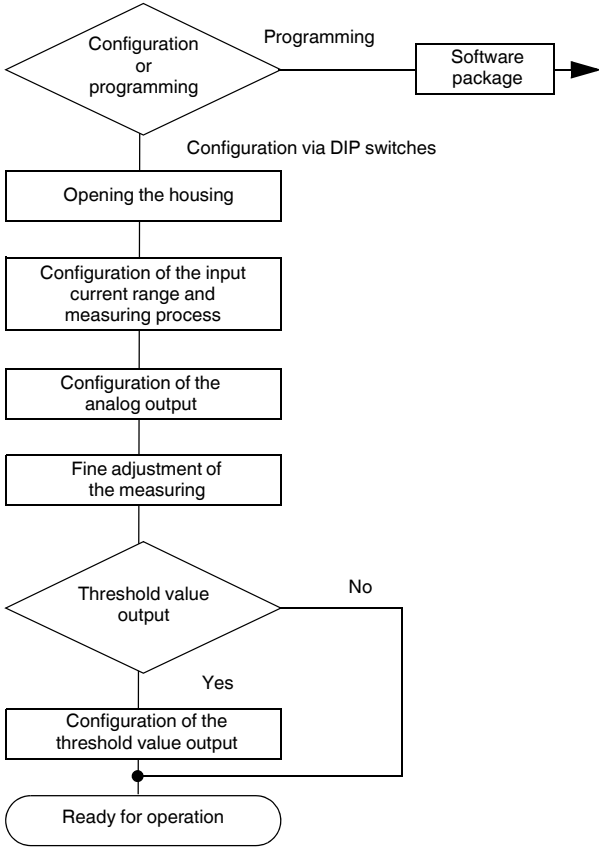 Configuration
or
programming
Programming
Software
package
Configuration via DIP switches
Opening the housing
Configuration of the input
current range and
measuring process
Configuration of the
analog output
Fine adjustment of
the measuring
Threshold value
output
No
Yes
Configuration of the
threshold value output
Ready for operation